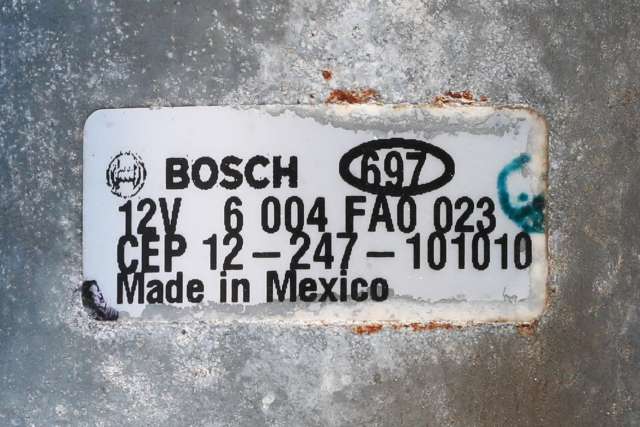 BOSCH 697
12V 6 004 FA0 023
CEP 12-247-101010
Made in Mexico